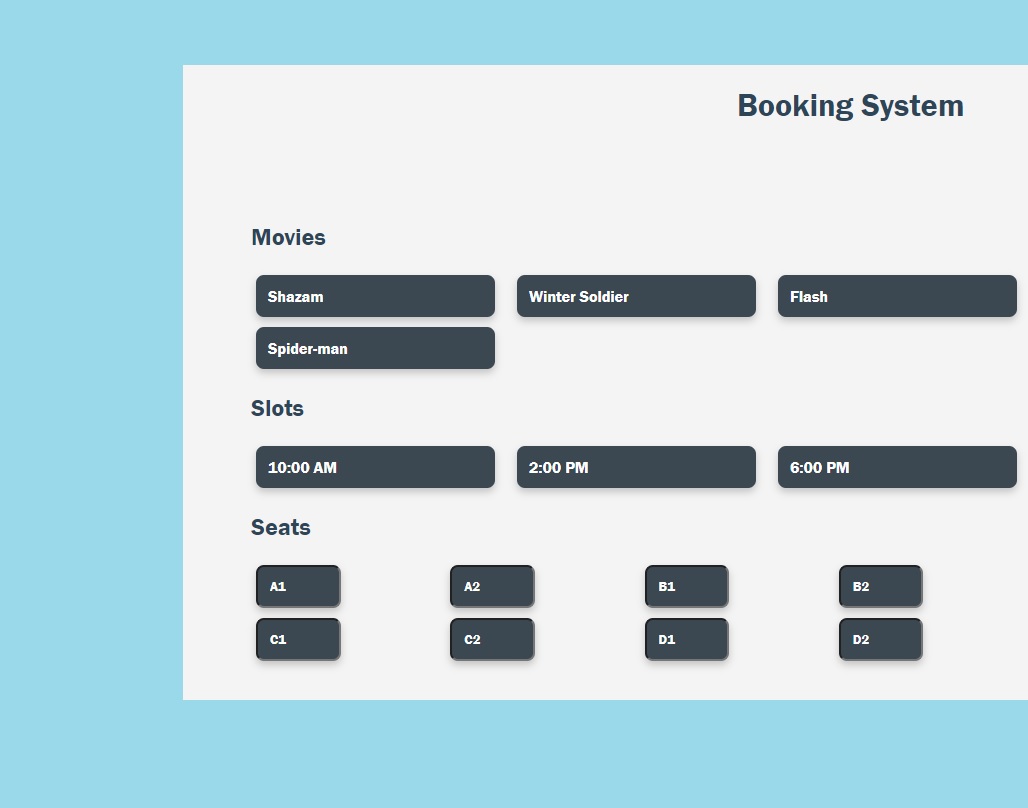 Booking System
Movies
Shazam Winter Soldier Flash
Spider-man
Slots
10:00 AM 2:00 PM 6:00 PM
Seats
A1 A2 B1 B2
C1 C2 D1 D2